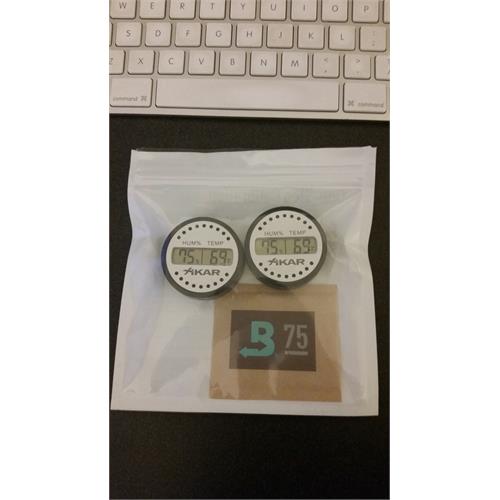 W E R T Y U I O P
A S D F G H J K L : ; " '
Z X C V B N M < , > . ? /
command ⌘ ⌘ command
HUM% TEMP
75% 69°F
XIKAR
HUM% TEMP
75% 69°F
XIKAR
B 75